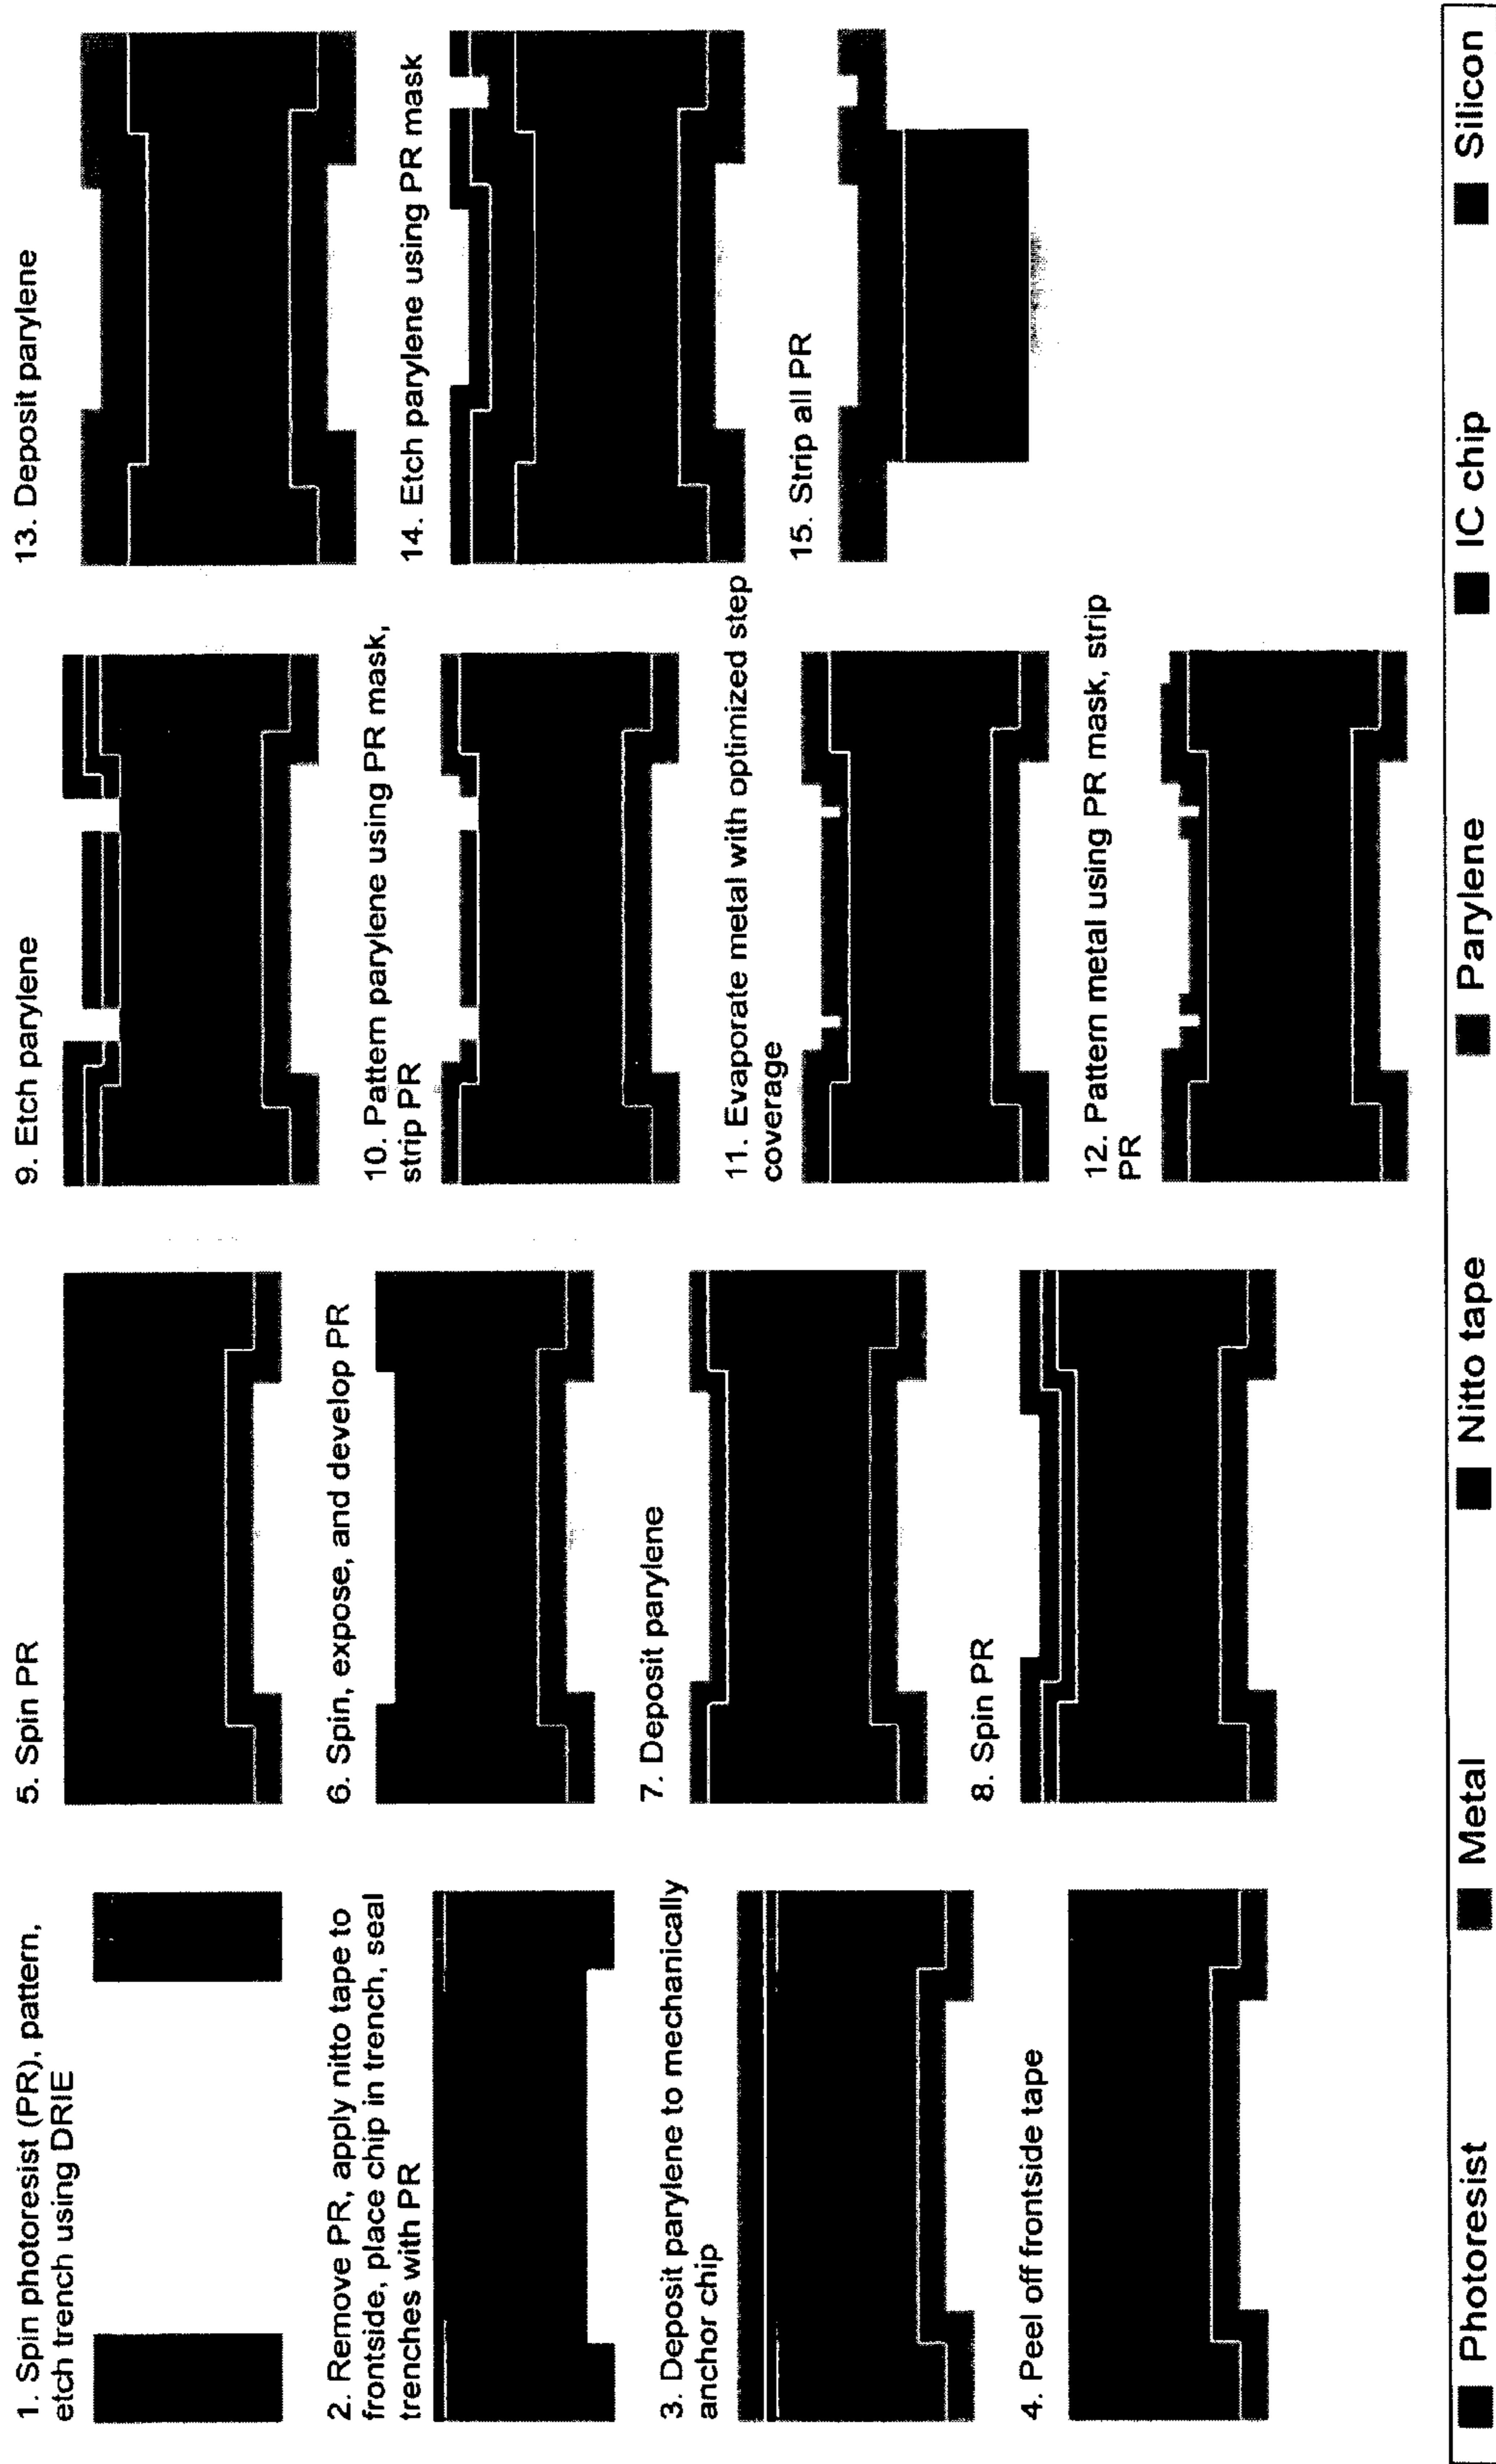 1. Spin photoresist (PR), pattern,
etch trench using DRIE
2. Remove PR, apply nitto tape to
frontside, place chip in trench, seal
trenches with PR
3. Deposit parylene to mechanically
anchor chip
4. Peel off frontside tape
5. Spin PR
6. Spin, expose, and develop PR
7. Deposit parylene
8. Spin PR
9. Etch parylene
10. Pattern parylene using PR mask,
strip PR
11. Evaporate metal with optimized step
coverage
12. Pattern metal using PR mask, strip
PR
13. Deposit parylene
14. Etch parylene using PR mask
15. Strip all PR
Photoresist Metal Nitto tape Parylene IC chip Silicon